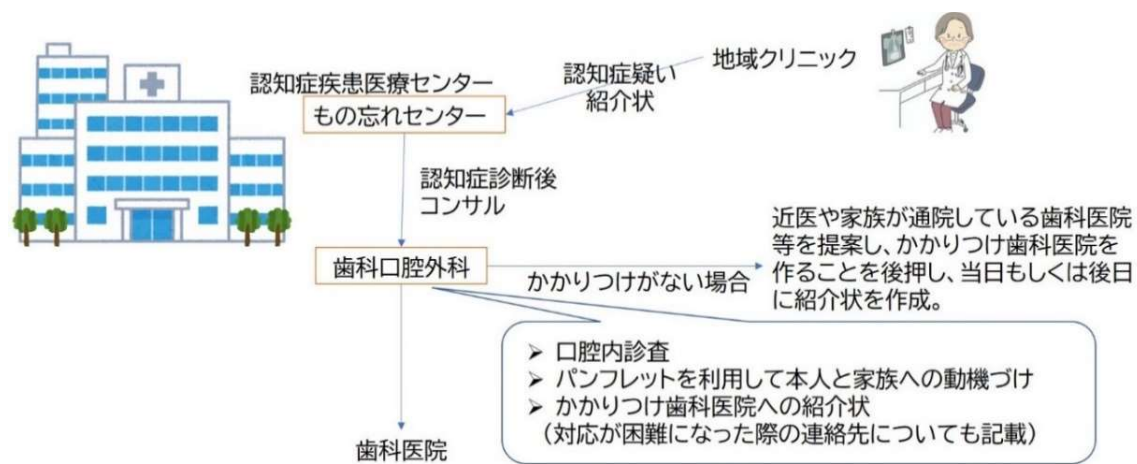 地域クリニック
認知症疑い
紹介状
認知症疾患医療センター
もの忘れセンター
認知症診断後
コンサル
歯科口腔外科
かかりつけがない場合
近医や家族が通院している歯科医院
等を提案し、かかりつけ歯科医院を
作ることを後押し、当日もしくは後日
に紹介状を作成。
➢ 口腔内診査
➢ パンフレットを利用して本人と家族への動機づけ
➢ かかりつけ歯科医院への紹介状
（対応が困難になった際の連絡先についても記載）
歯科医院